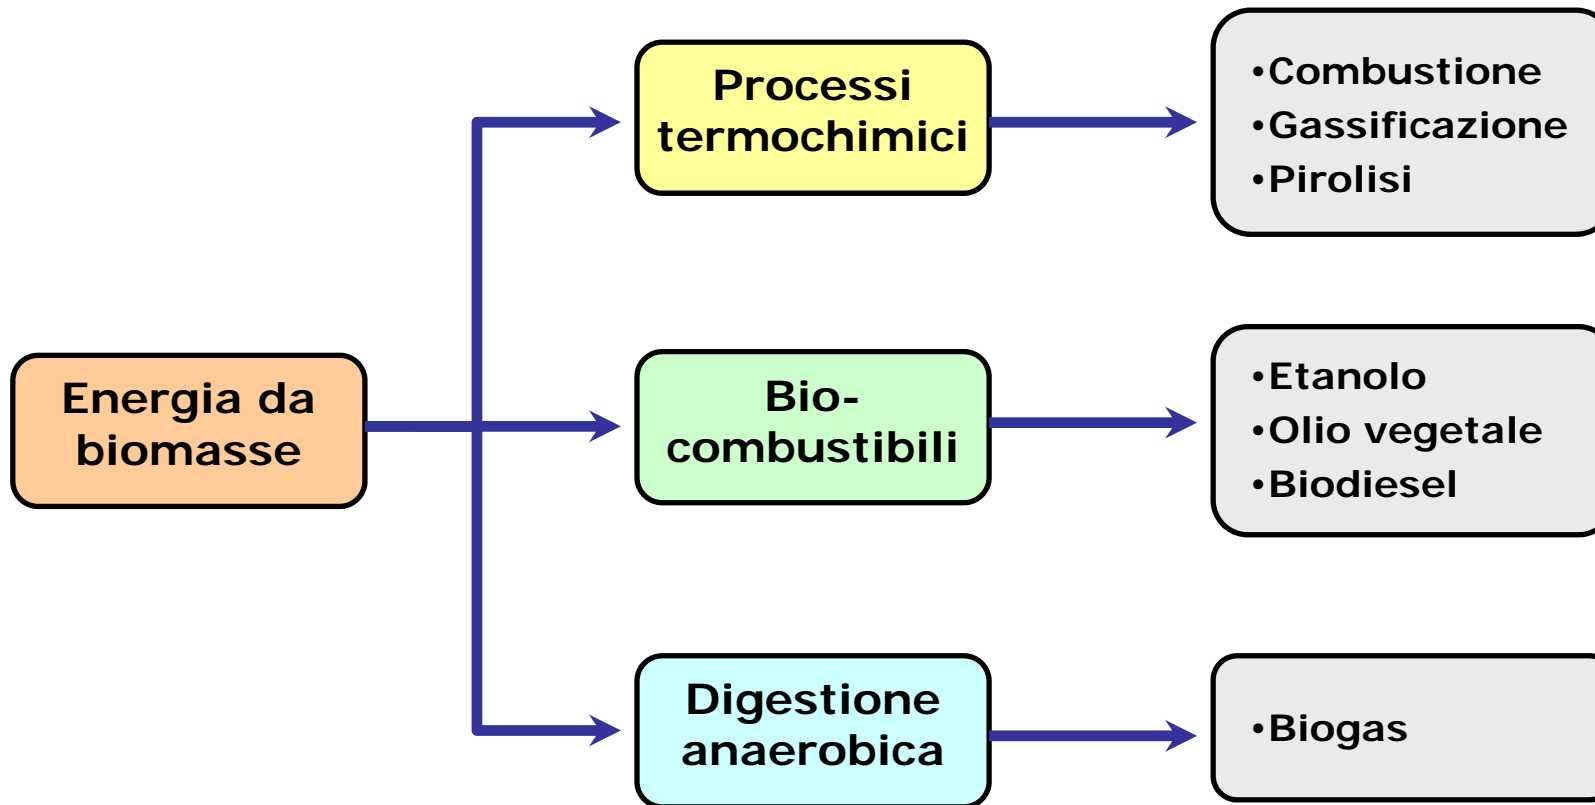 Energia da
biomasse
Processi
termochimici
•Combustione
•Gassificazione
•Pirolisi
Bio-
combustibili
•Etanolo
•Olio vegetale
•Biodiesel
Digestione
anaerobica
•Biogas